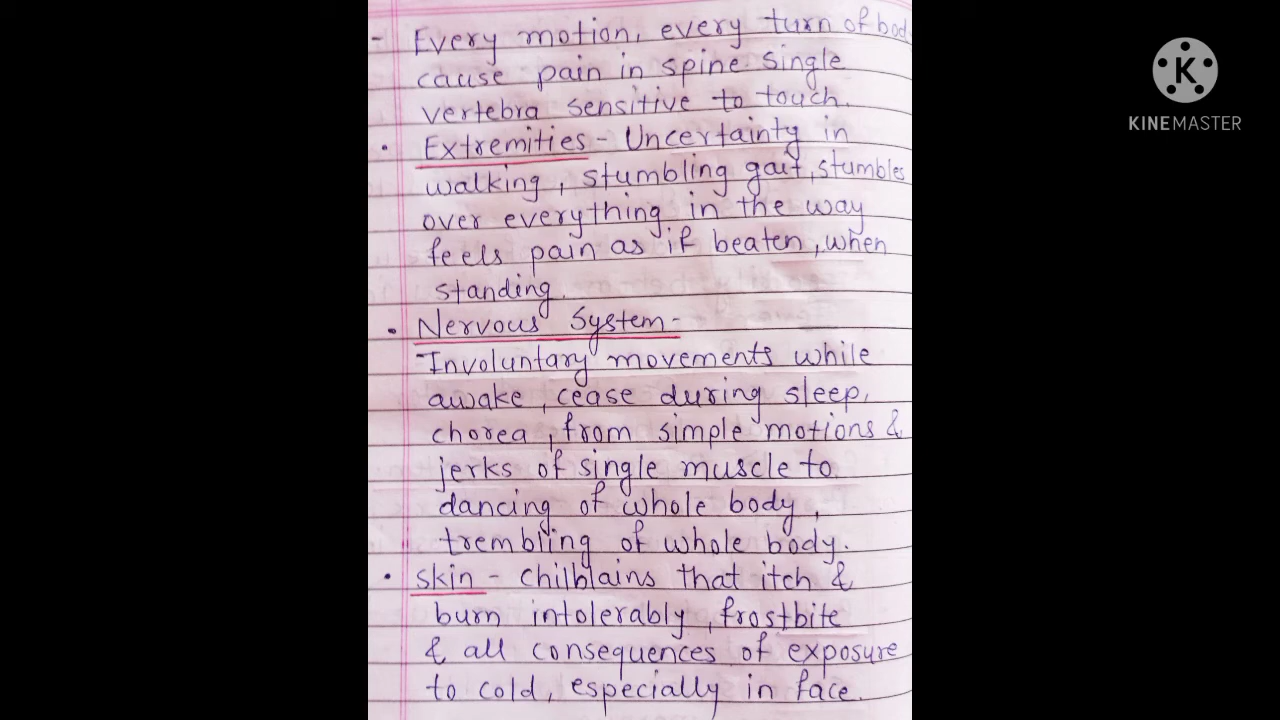 - Every motion, every turn of bod
cause pain in spine. Single
vertebra sensitive to touch.
• Extremities - Uncertainty in
walking, stumbling gait, stumbles
over everything in the way
feels pain as if beaten, when
standing.
• Nervous System -
Involuntary movements while
awake, cease during sleep,
chorea, from simple motions &
jerks of single muscle to
dancing of whole body,
trembling of whole body.
• Skin - chilblains that itch &
burn intolerably, frostbite
& all consequences of exposure
to cold, especially in face.
K
KINEMASTER